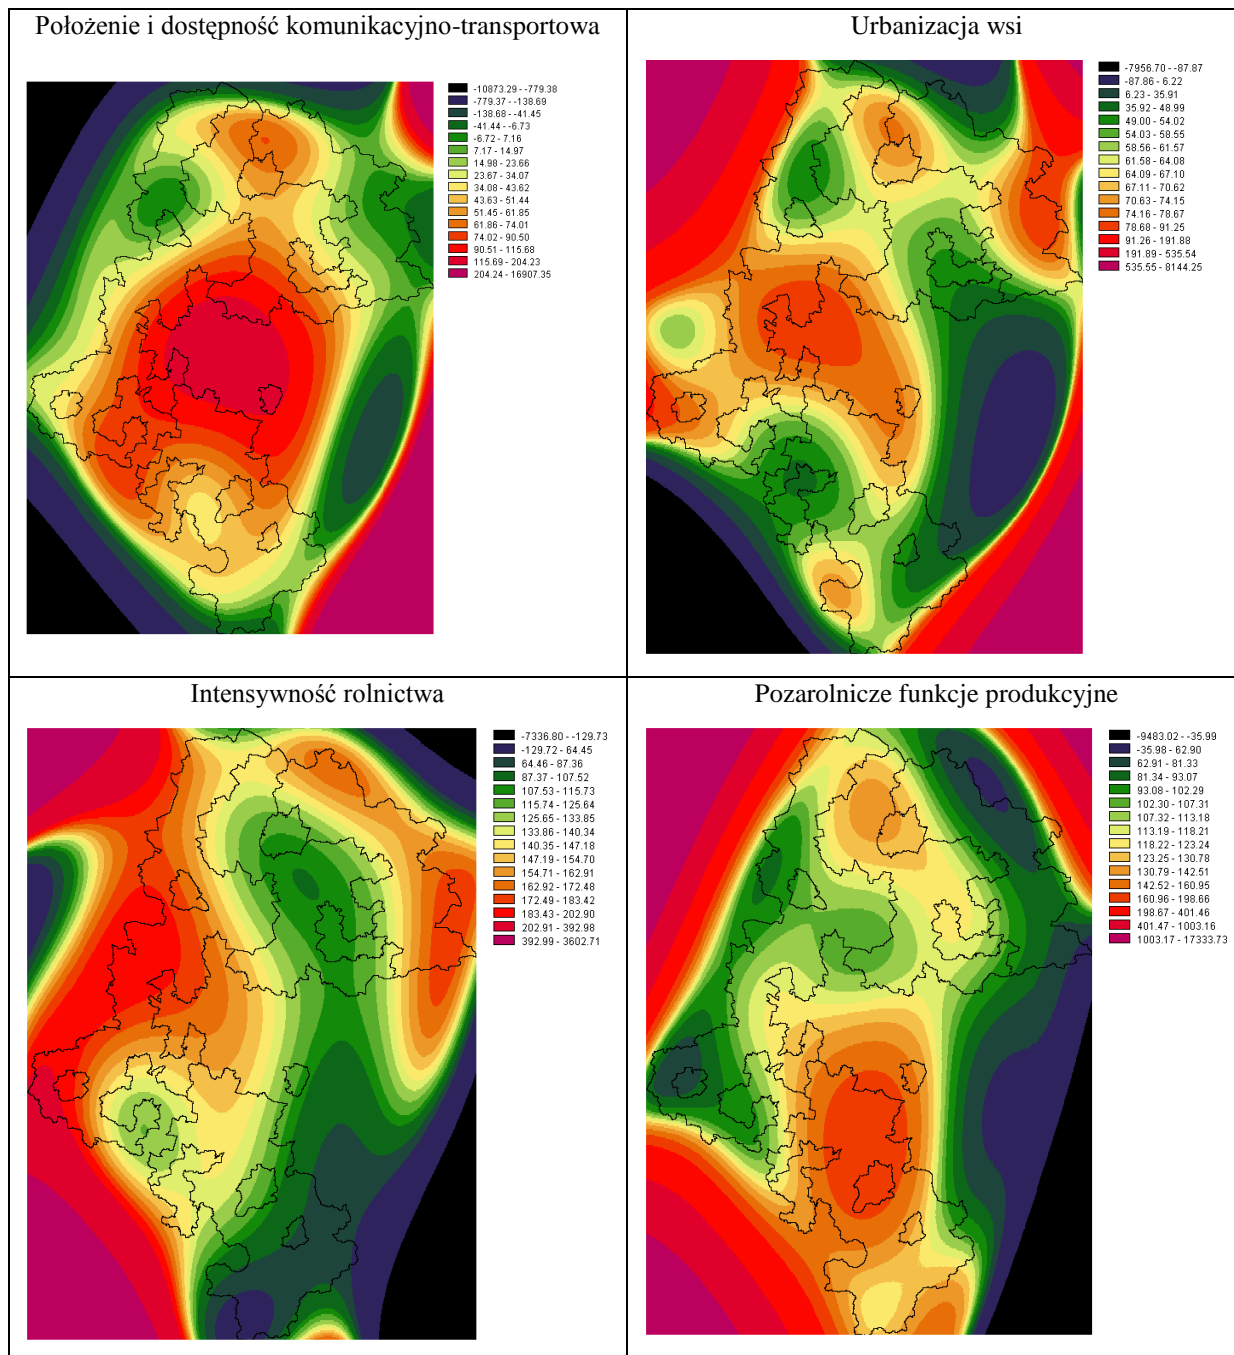 Położenie i dostępność komunikacyjno-transportowa
-10873.29 - -779.38
-779.37 - -138.69
-138.68 - -41.45
-41.44 - -6.73
-6.72 - 7.16
7.17 - 14.97
14.98 - 23.66
23.67 - 34.07
34.08 - 43.62
43.63 - 51.44
51.45 - 61.85
61.86 - 74.01
74.02 - 90.50
90.51 - 115.68
115.69 - 204.23
204.24 - 16907.35
Urbanizacja wsi
-7956.70 - -87.87
-87.86 - 6.22
6.23 - 35.91
35.92 - 48.99
49.00 - 54.02
54.03 - 58.55
58.56 - 61.57
61.58 - 64.08
64.09 - 67.10
67.11 - 70.62
70.63 - 74.15
74.16 - 78.67
78.68 - 91.25
91.26 - 191.88
191.89 - 535.54
535.55 - 8144.25
Intensywność rolnictwa
-7336.80 - -129.73
-129.72 - 64.45
64.46 - 87.36
87.37 - 107.52
107.53 - 115.73
115.74 - 125.64
125.65 - 133.85
133.86 - 140.34
140.35 - 147.18
147.19 - 154.70
154.71 - 162.91
162.92 - 172.48
172.49 - 183.42
183.43 - 202.90
202.91 - 392.98
392.99 - 3602.71
Pozarolnicze funkcje produkcyjne
-9483.02 - -35.99
-35.98 - 62.90
62.91 - 81.33
81.34 - 93.07
93.08 - 102.29
102.30 - 107.31
107.32 - 113.18
113.19 - 118.21
118.22 - 123.24
123.25 - 130.78
130.79 - 142.51
142.52 - 160.95
160.96 - 198.66
198.67 - 401.46
401.47 - 1003.16
1003.17 - 17333.73